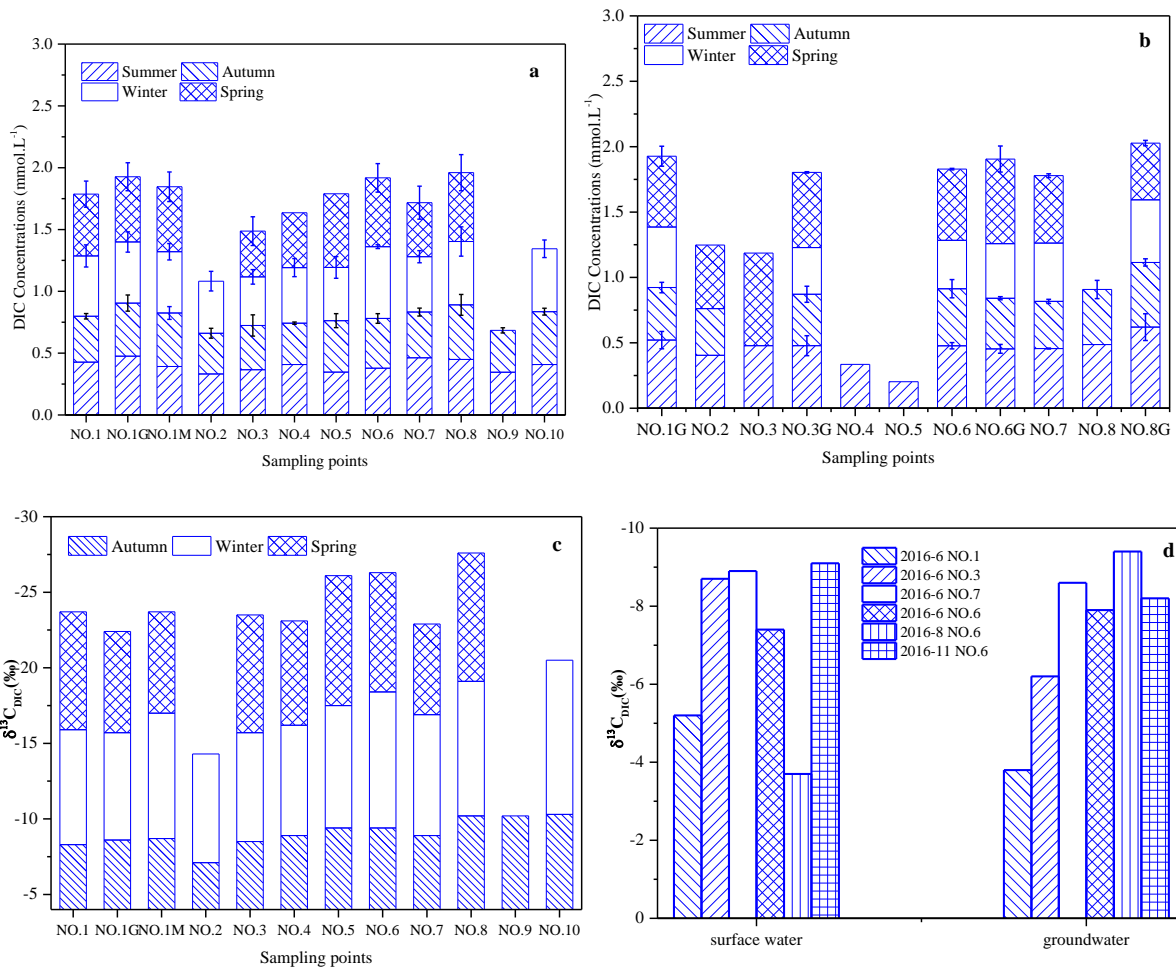 3.0
2.5
2.0
1.5
1.0
0.5
0.0
DIC Concentrations (mmol.L-1)
Summer Autumn
Winter Spring
a
NO.1 NO.1G NO.1M NO.2 NO.3 NO.4 NO.5 NO.6 NO.7 NO.8 NO.9 NO.10
Sampling points
3.0
2.5
2.0
1.5
1.0
0.5
0.0
DIC Concentrations (mmol.L-1)
Summer Autumn
Winter Spring
b
NO.1G NO.2 NO.3 NO.3G NO.4 NO.5 NO.6 NO.6G NO.7 NO.8 NO.8G
Sampling points
-30
-25
-20
-15
-10
-5
δ13CDIC(‰)
Autumn Winter Spring
c
NO.1 NO.1G NO.1M NO.2 NO.3 NO.4 NO.5 NO.6 NO.7 NO.8 NO.9 NO.10
Sampling points
-10
-8
-6
-4
-2
0
δ13CDIC(‰)
d
2016-6 NO.1
2016-6 NO.3
2016-6 NO.7
2016-6 NO.6
2016-8 NO.6
2016-11 NO.6
surface water groundwater